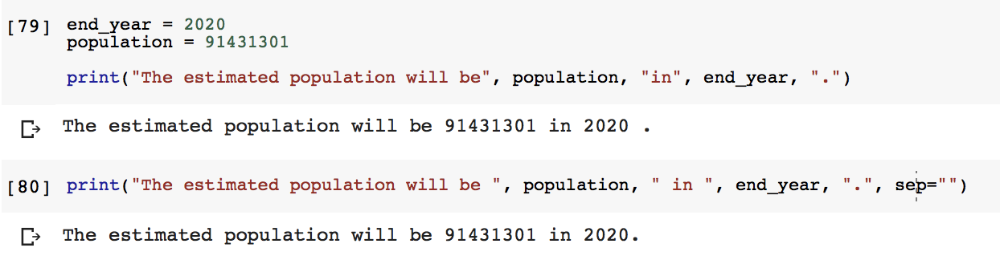 [79] end_year = 2020
population = 91431301
print("The estimated population will be", population, "in", end_year, ".")
The estimated population will be 91431301 in 2020 .
[80] print("The estimated population will be ", population, " in ", end_year, ".", sep="")
The estimated population will be 91431301 in 2020.